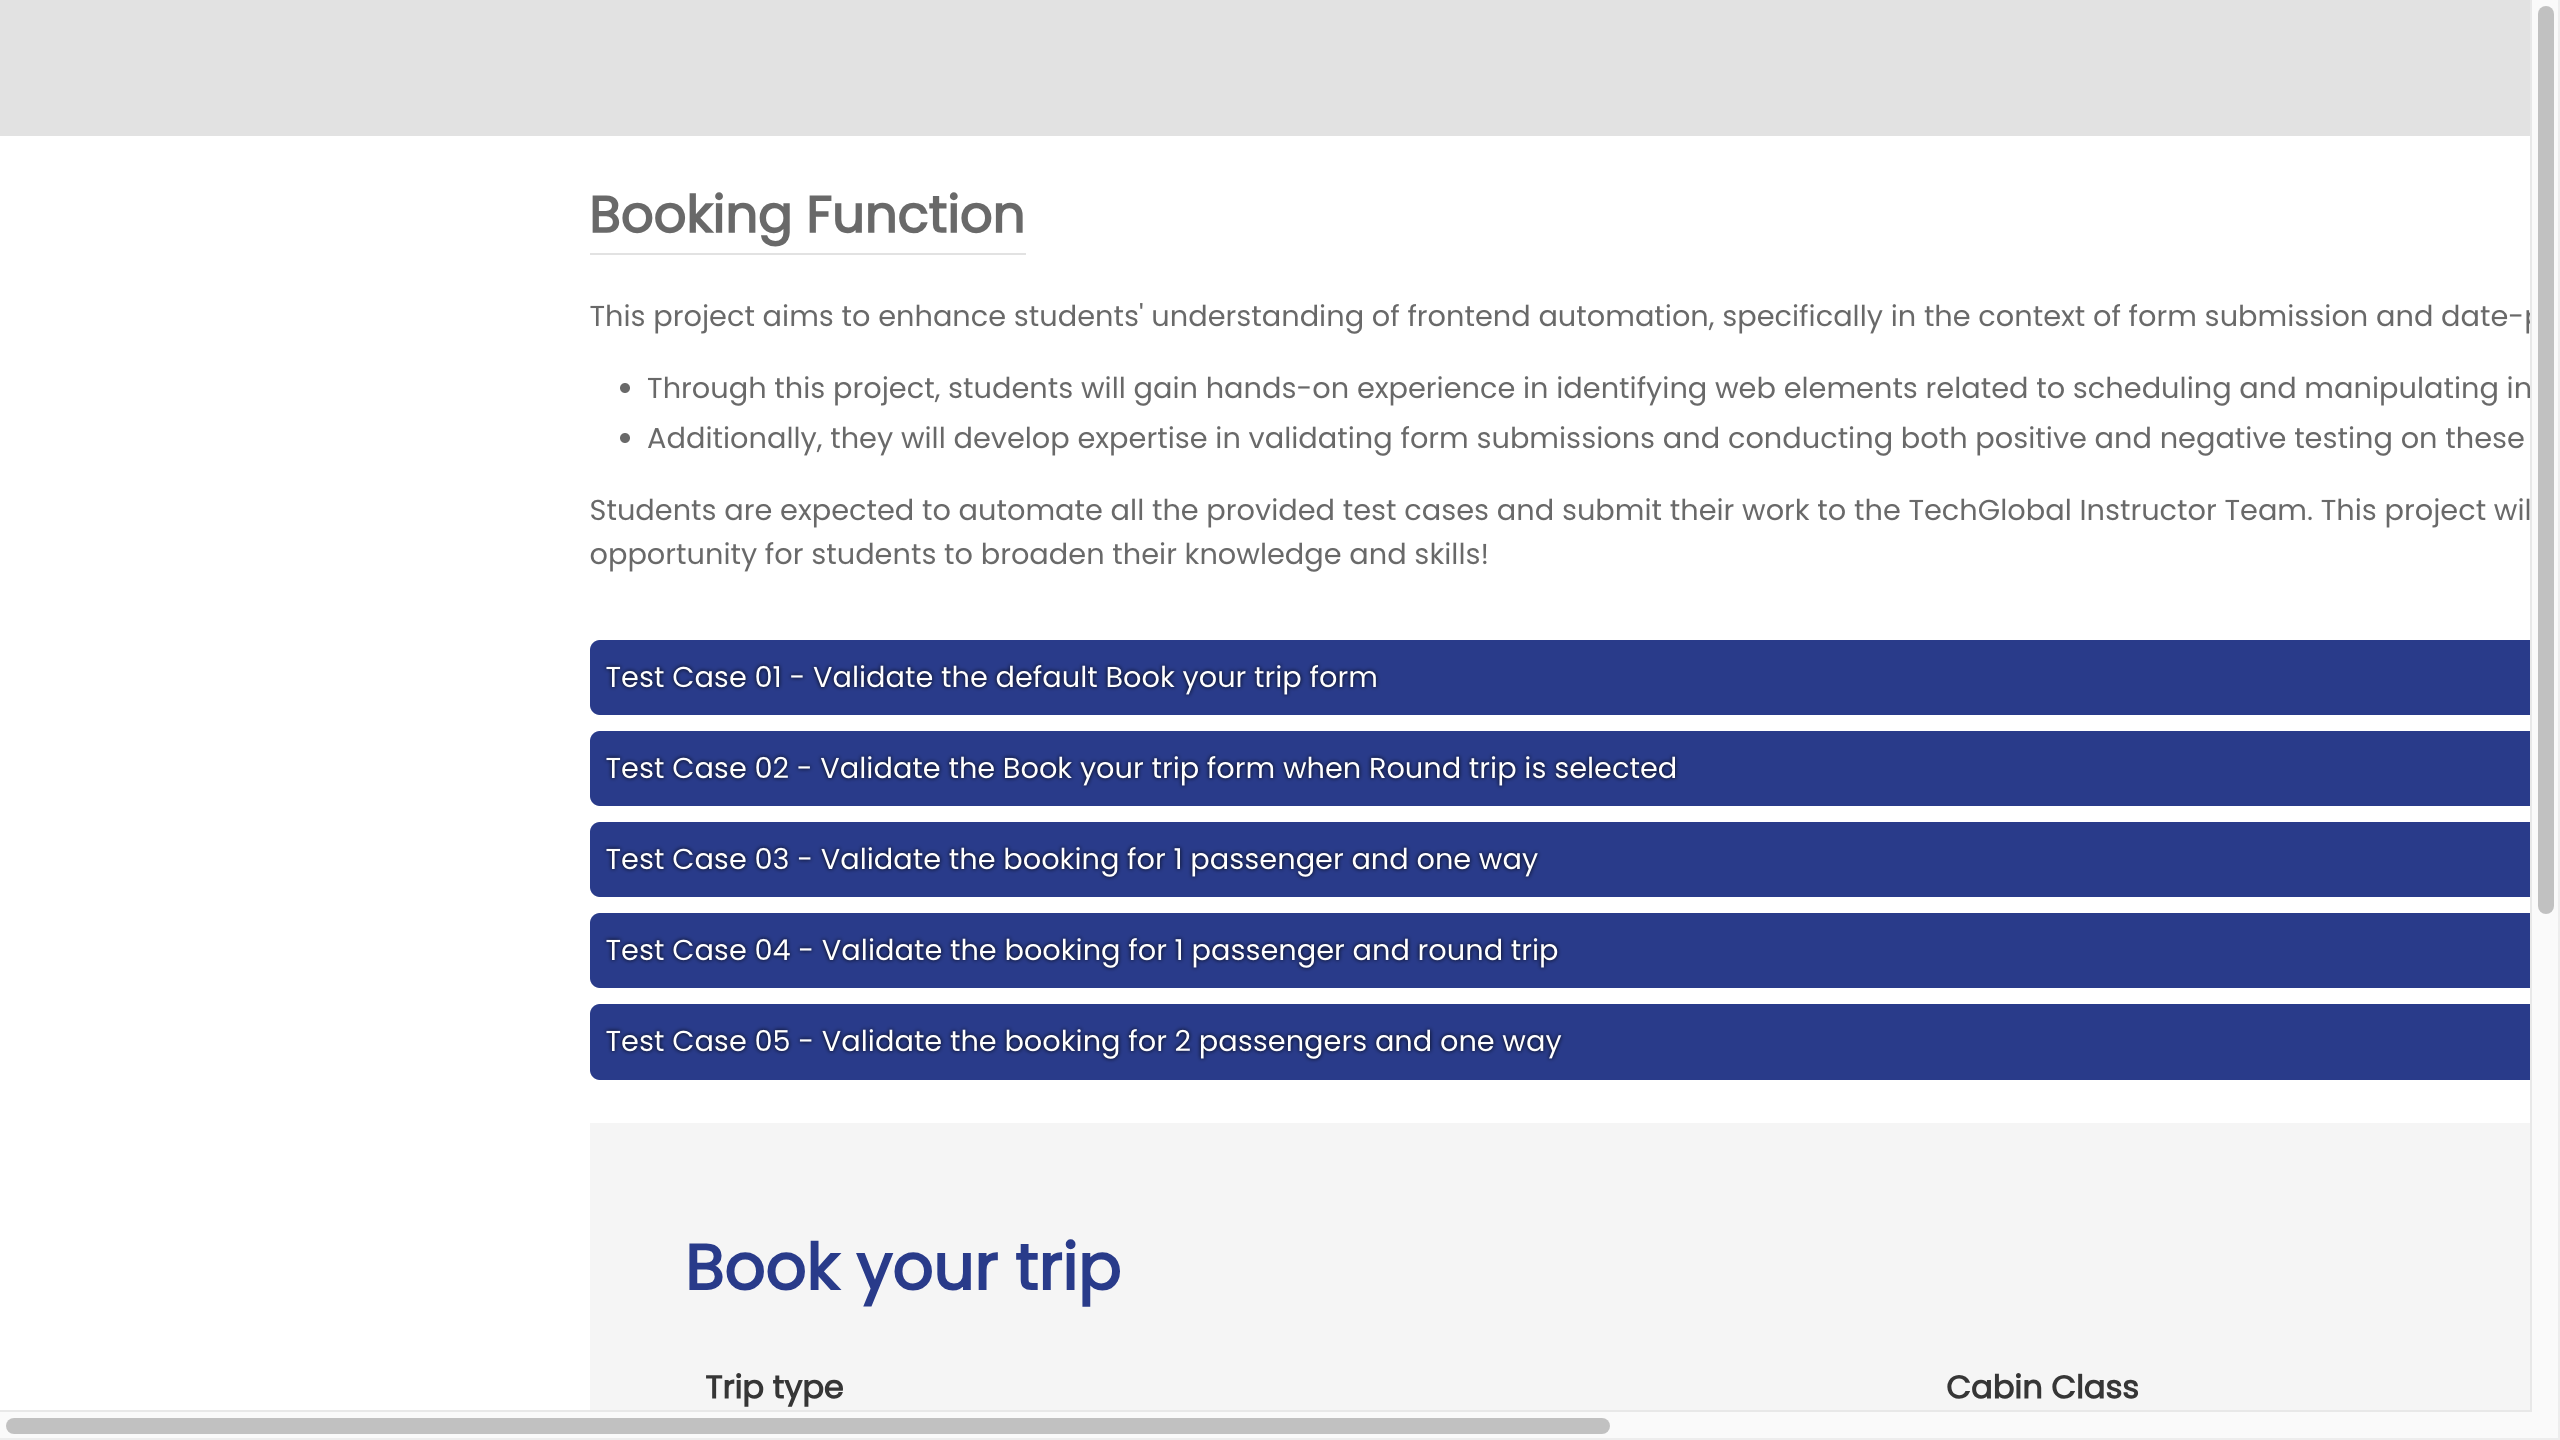 Booking Function
This project aims to enhance students' understanding of frontend automation, specifically in the context of form submission and date-
Through this project, students will gain hands-on experience in identifying web elements related to scheduling and manipulating in
Additionally, they will develop expertise in validating form submissions and conducting both positive and negative testing on these
Students are expected to automate all the provided test cases and submit their work to the TechGlobal Instructor Team. This project wil
opportunity for students to broaden their knowledge and skills!
Test Case 01 - Validate the default Book your trip form
Test Case 02 - Validate the Book your trip form when Round trip is selected
Test Case 03 - Validate the booking for 1 passenger and one way
Test Case 04 - Validate the booking for 1 passenger and round trip
Test Case 05 - Validate the booking for 2 passengers and one way
Book your trip
Trip type
Cabin Class